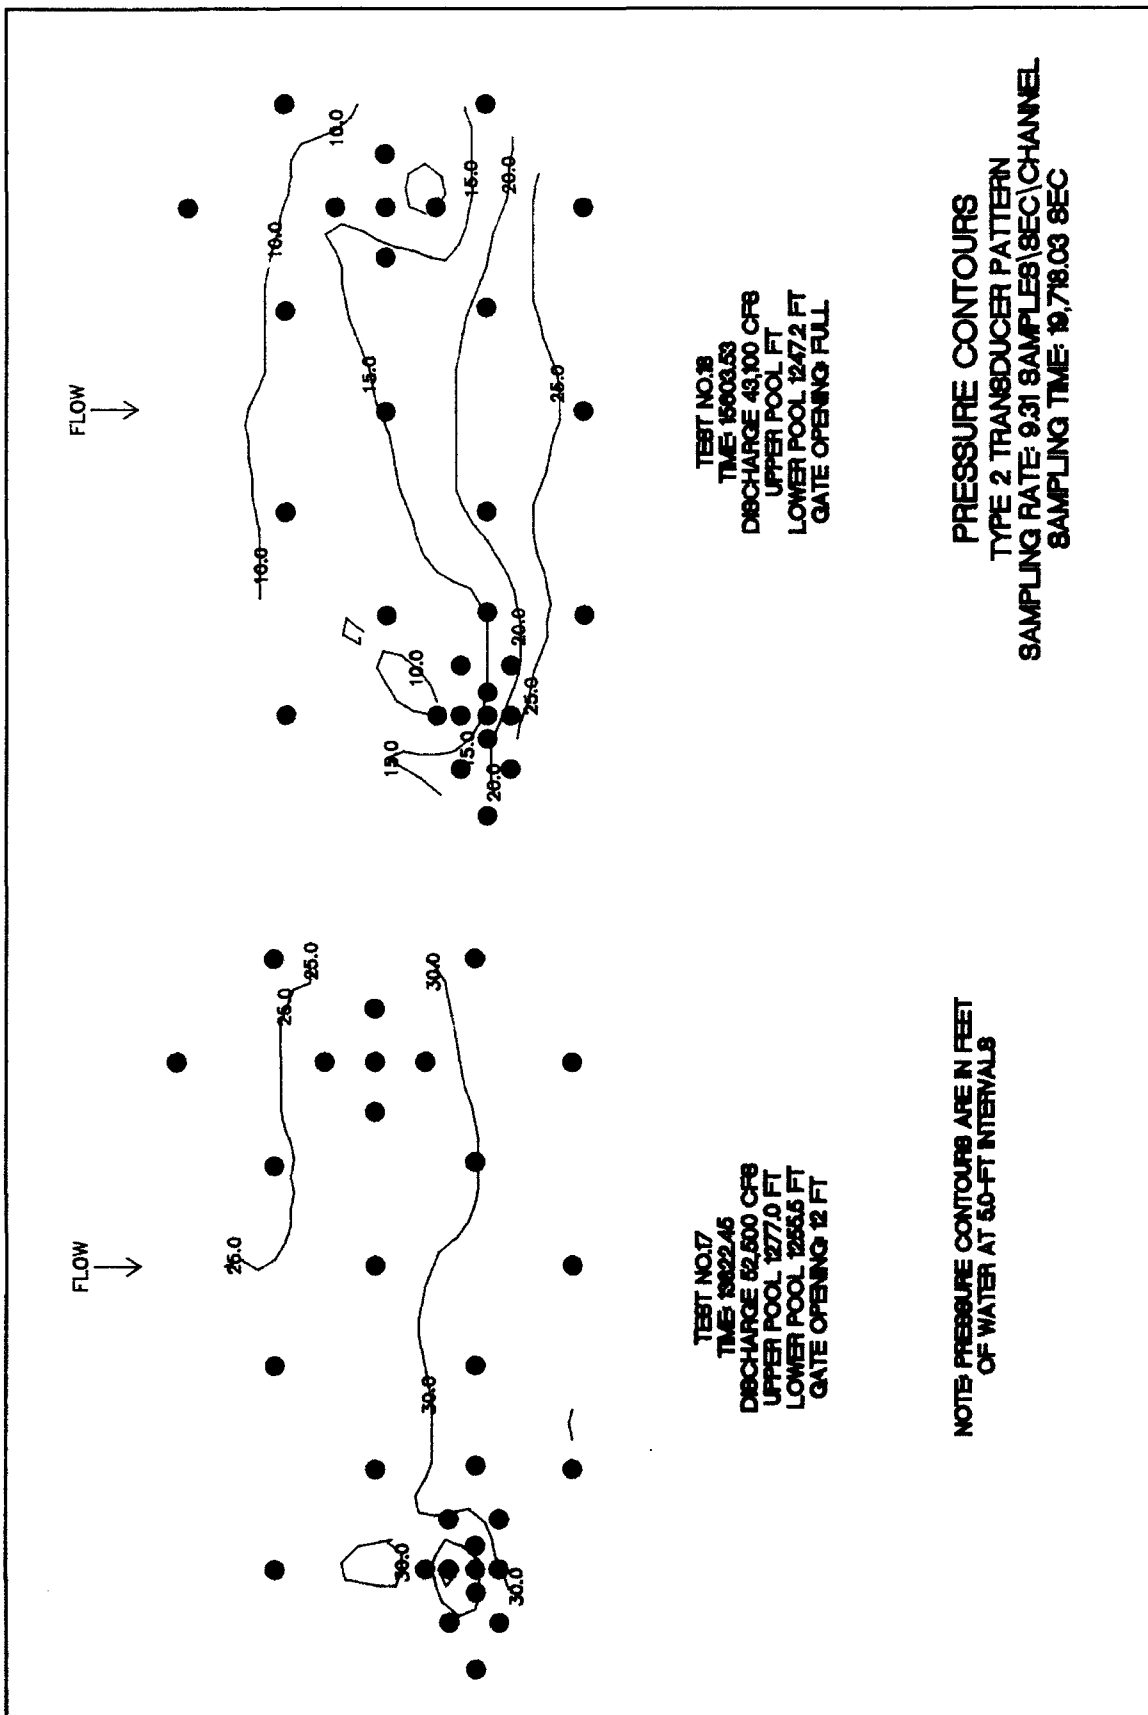 FLOW
25.0
25.0
25.0
30.0
30.0
30.0
30.0
TEST NO.17
TIME:
DISCHARGE 52,500 CFS
UPPER POOL 1277.0 FT
LOWER POOL 1255.5 FT
GATE OPENING: 12 FT
FLOW
10.0
10.0
10.0
15.0
15.0
15.0
15.0
10.0
20.0
20.0
20.0
25.0
25.0
TEST NO.18
TIME: 15603.53
DISCHARGE 43,100 CFS
UPPER POOL FT
LOWER POOL 1247.2 FT
GATE OPENING: FULL
NOTE: PRESSURE CONTOURS ARE IN FEET
OF WATER AT 5.0-FT INTERVALS
PRESSURE CONTOURS
TYPE 2 TRANSDUCER PATTERN
SAMPLING RATE: 9.31 SAMPLES\SEC\CHANNEL
SAMPLING TIME: 19,718.03 SEC